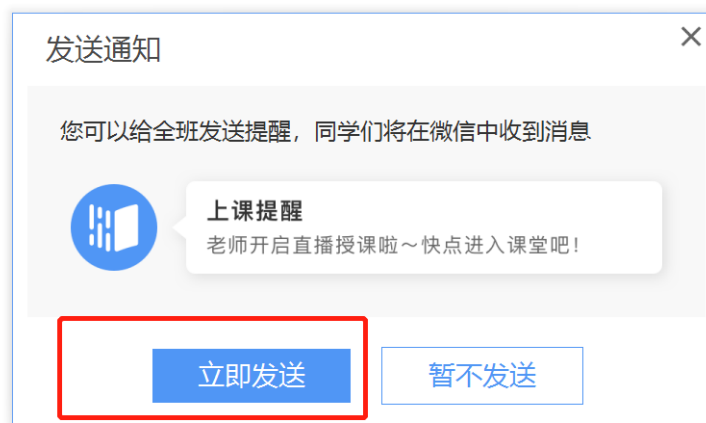 发送通知
您可以给全班发送提醒，同学们将在微信中收到消息
上课提醒
老师开启直播授课啦～快点进入课堂吧！
立即发送
暂不发送